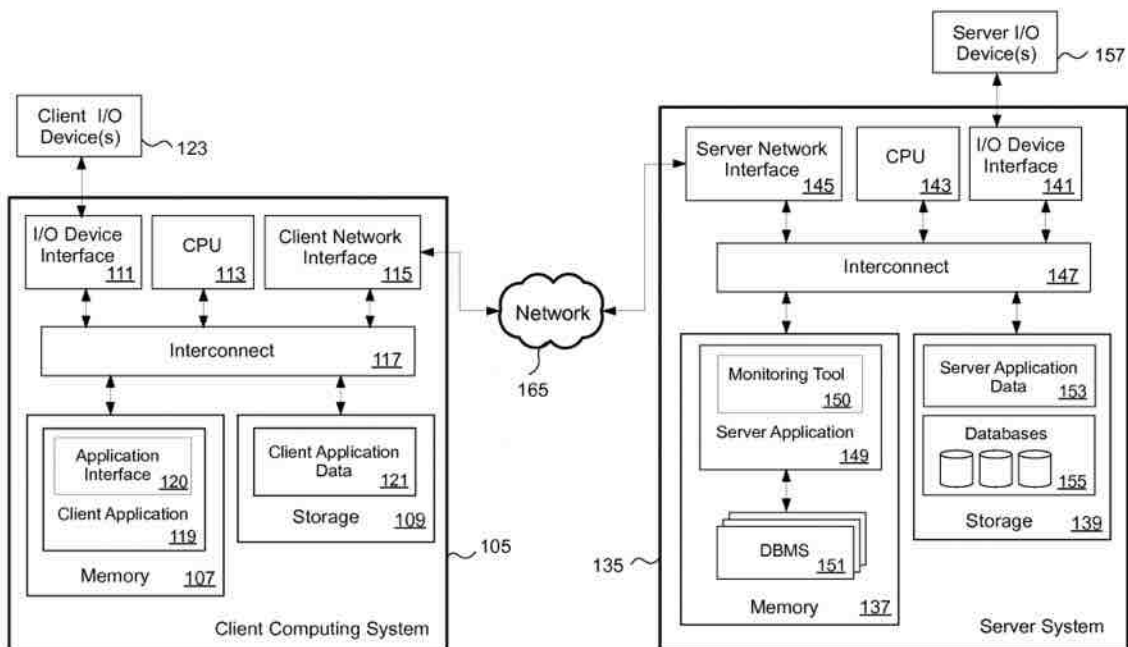 Server I/O
Device(s)
157
Client I/O
Device(s)
123
I/O Device
Interface
111
CPU
113
Client Network
Interface
115
Interconnect
117
Application
Interface
120
Client Application
119
Memory
107
Client Application
Data
121
Storage
109
105
Client Computing System
Network
165
Server Network
Interface
145
CPU
143
I/O Device
Interface
141
Interconnect
147
Monitoring Tool
150
Server Application
149
DBMS
151
Memory
137
Server Application
Data
153
Databases
155
Storage
139
135
Server System